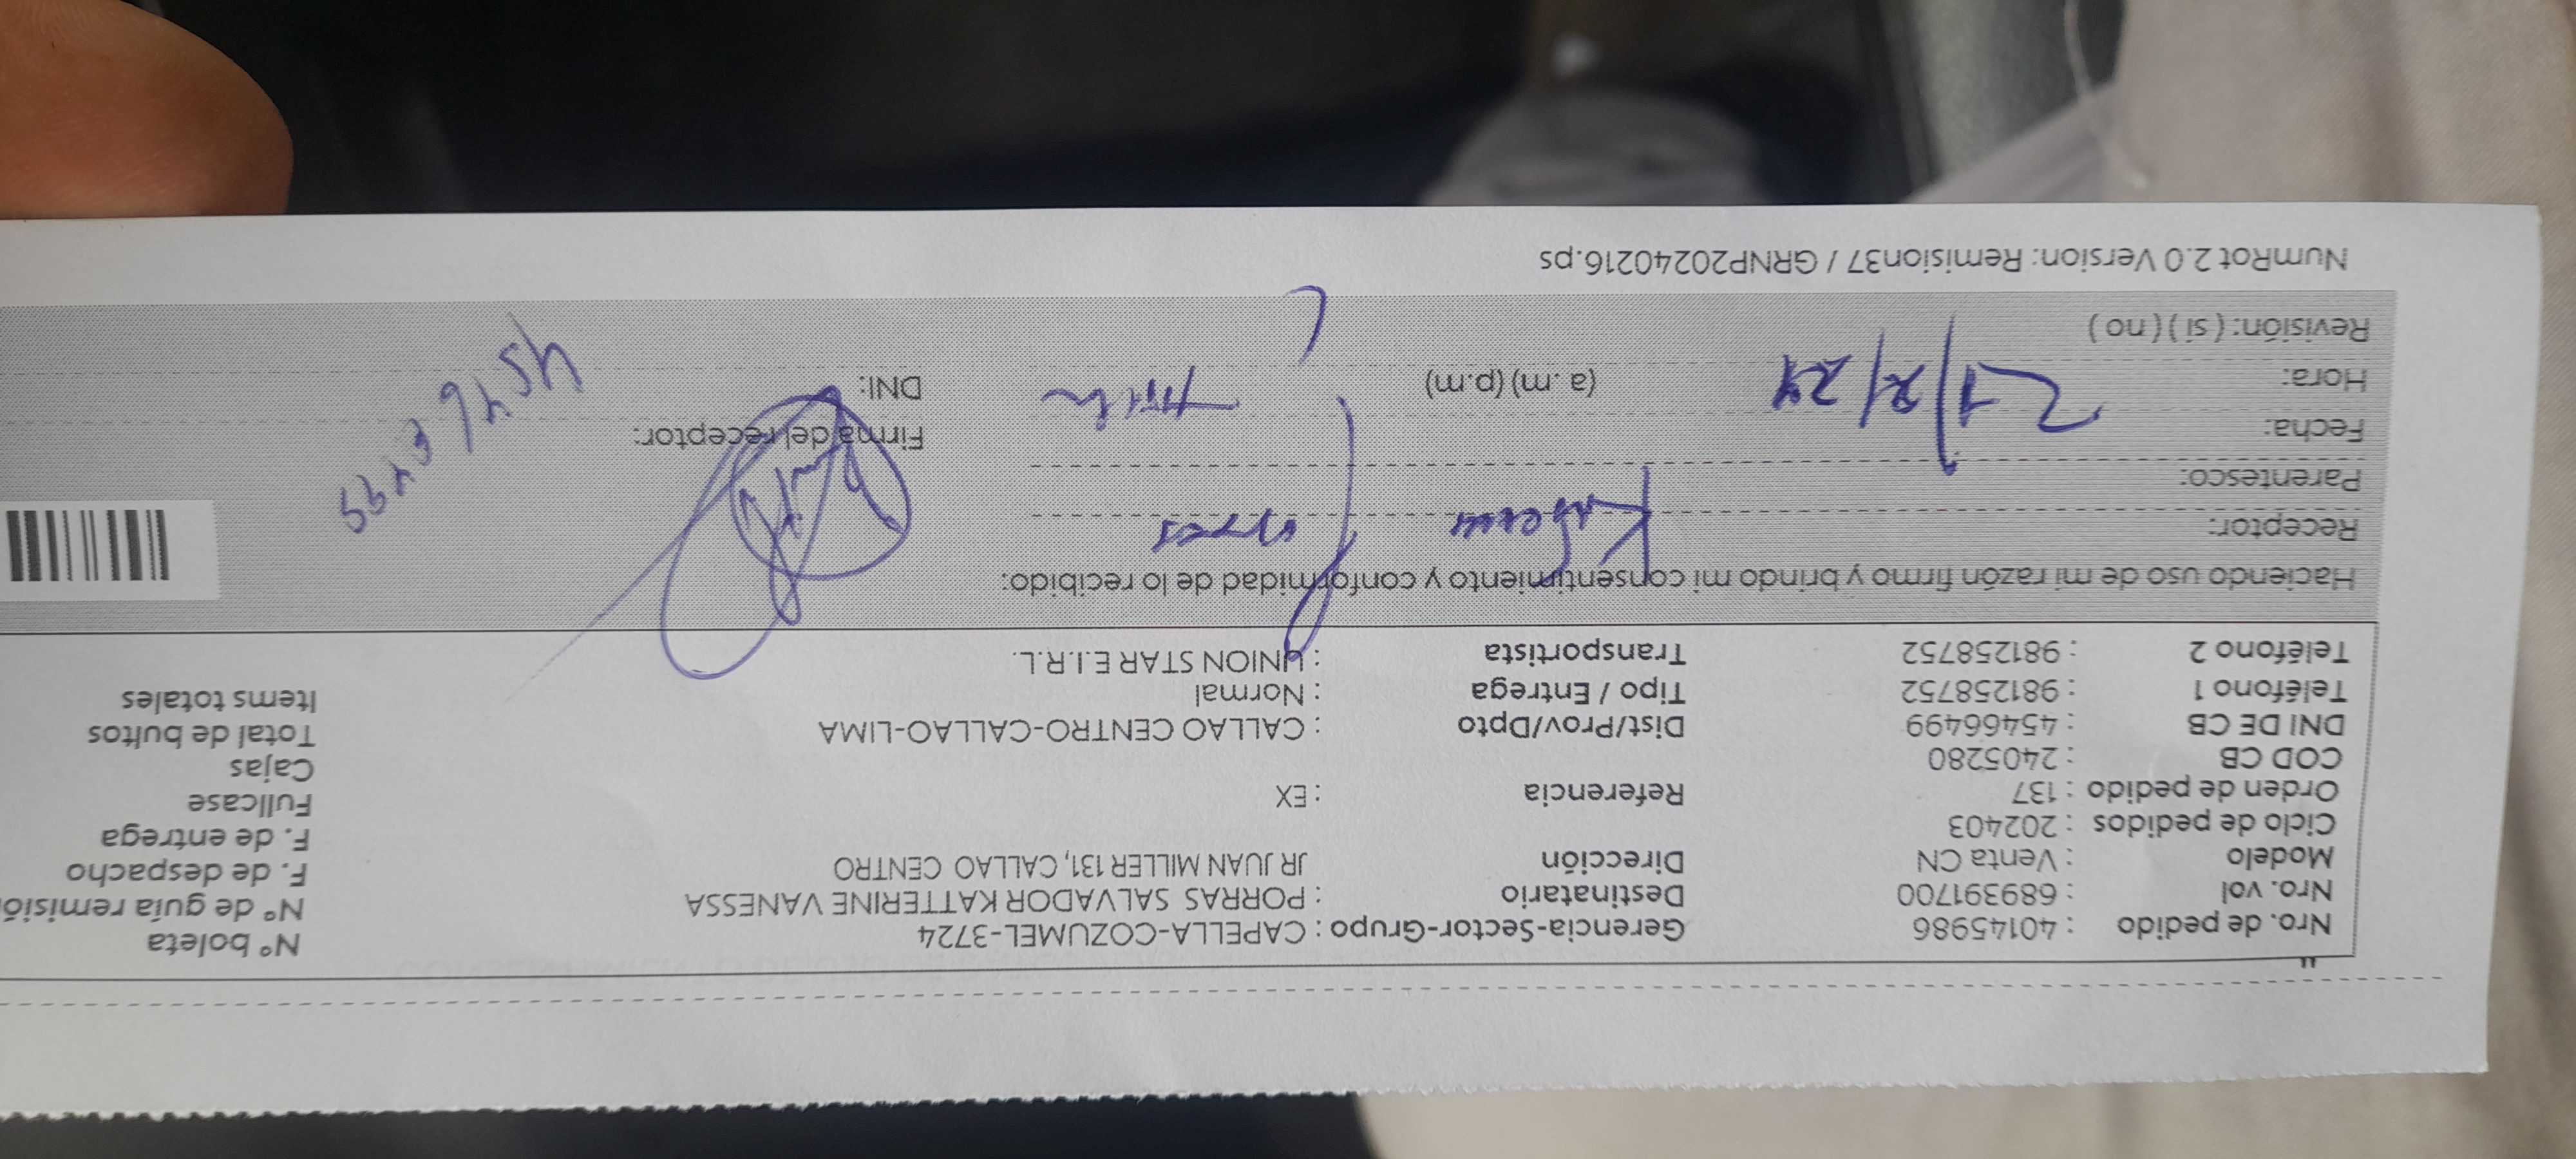 Nro. de pedido : 40145986 Gerencia-Sector-Grupo : CAPELLA-COZUMEL-3724 N° boleta
Nro. vol : 689391700 Destinatario : PORRAS SALVADOR KATTERINE VANESSA N° de guía remisió
Modelo : Venta CN Dirección JR JUAN MILLER 131, CALLAO CENTRO F. de despacho
Ciclo de pedidos : 202403 F. de entrega
Orden de pedido : 137 Referencia : EX Fullcase
COD CB : 2405280 Cajas
DNI DE CB : 45466499 Dist/Prov/Dpto : CALLAO CENTRO-CALLAO-LIMA Total de bultos
Teléfono 1 : 981258752 Tipo / Entrega : Normal Items totales
Teléfono 2 : 981258752 Transportista : UNION STAR E.I.R.L.
Haciendo uso de mi razón firmo y brindo mi consentimiento y conformidad de lo recibido:
Receptor:
Parentesco:
Fecha: 21/2/24 Firma del receptor:
Hora: (a.m) (p.m) DNI:
Revisión: ( si ) ( no )
NumRot 2.0 Version: Remision37 / GRNP20240216.ps